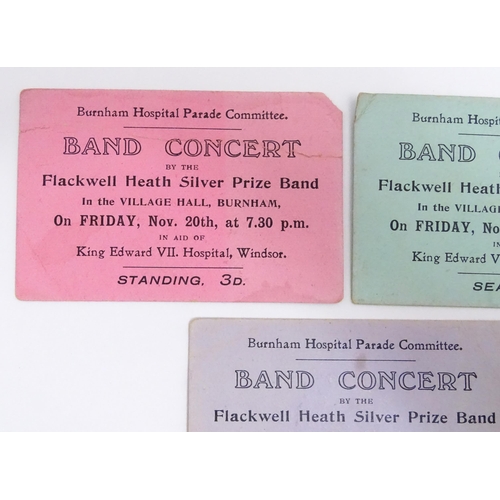 Burnham Hospital Parade Committee.
BAND CONCERT
BY THE
Flackwell Heath Silver Prize Band
In the VILLAGE HALL, BURNHAM,
On FRIDAY, Nov. 20th, at 7.30 p.m.
IN AID OF
King Edward VII. Hospital, Windsor.
STANDING. 3D.
Burnham Hospit
BAND
Flackwell Heat
In the VILLAGE
On FRIDAY, No
IN
King Edward V
SEA
Burnham Hospital Parade Committee.
BAND CONCERT
BY THE
Flackwell Heath Silver Prize Band